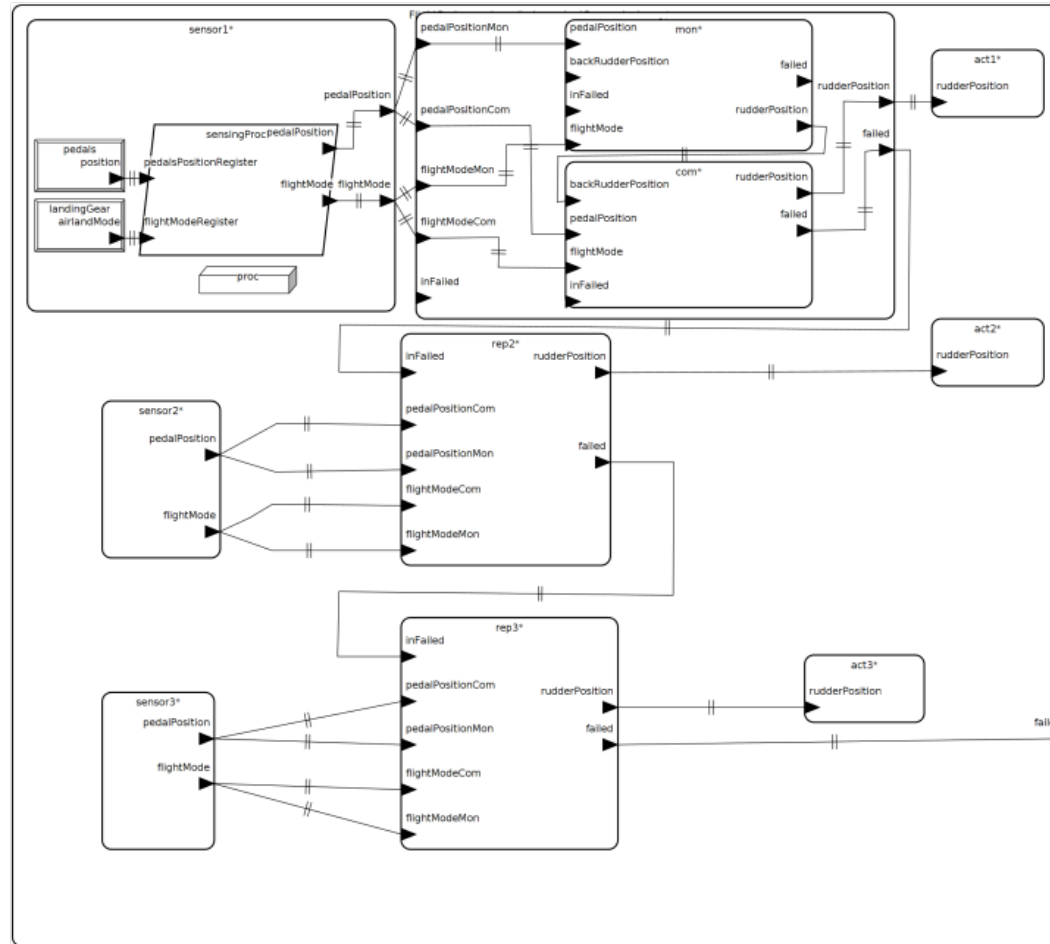 sensor1*
pedalPosition
sensingProc
pedalPosition
pedals
position
pedalsPositionRegister
flightMode
flightMode
landingGear
airlandMode
flightModeRegister
proc
pedalPositionMon
pedalPositionCom
flightModeMon
flightModeCom
inFailed
mon*
pedalPosition
backRudderPosition
inFailed
flightMode
failed
rudderPosition
com*
backRudderPosition
pedalPosition
flightMode
inFailed
rudderPosition
failed
rudderPosition
failed
act1*
rudderPosition
act2*
rudderPosition
rep2*
inFailed
rudderPosition
pedalPositionCom
pedalPositionMon
failed
flightModeCom
flightModeMon
sensor2*
pedalPosition
flightMode
rep3*
inFailed
pedalPositionCom
rudderPosition
pedalPositionMon
failed
flightModeCom
flightModeMon
sensor3*
pedalPosition
flightMode
act3*
rudderPosition